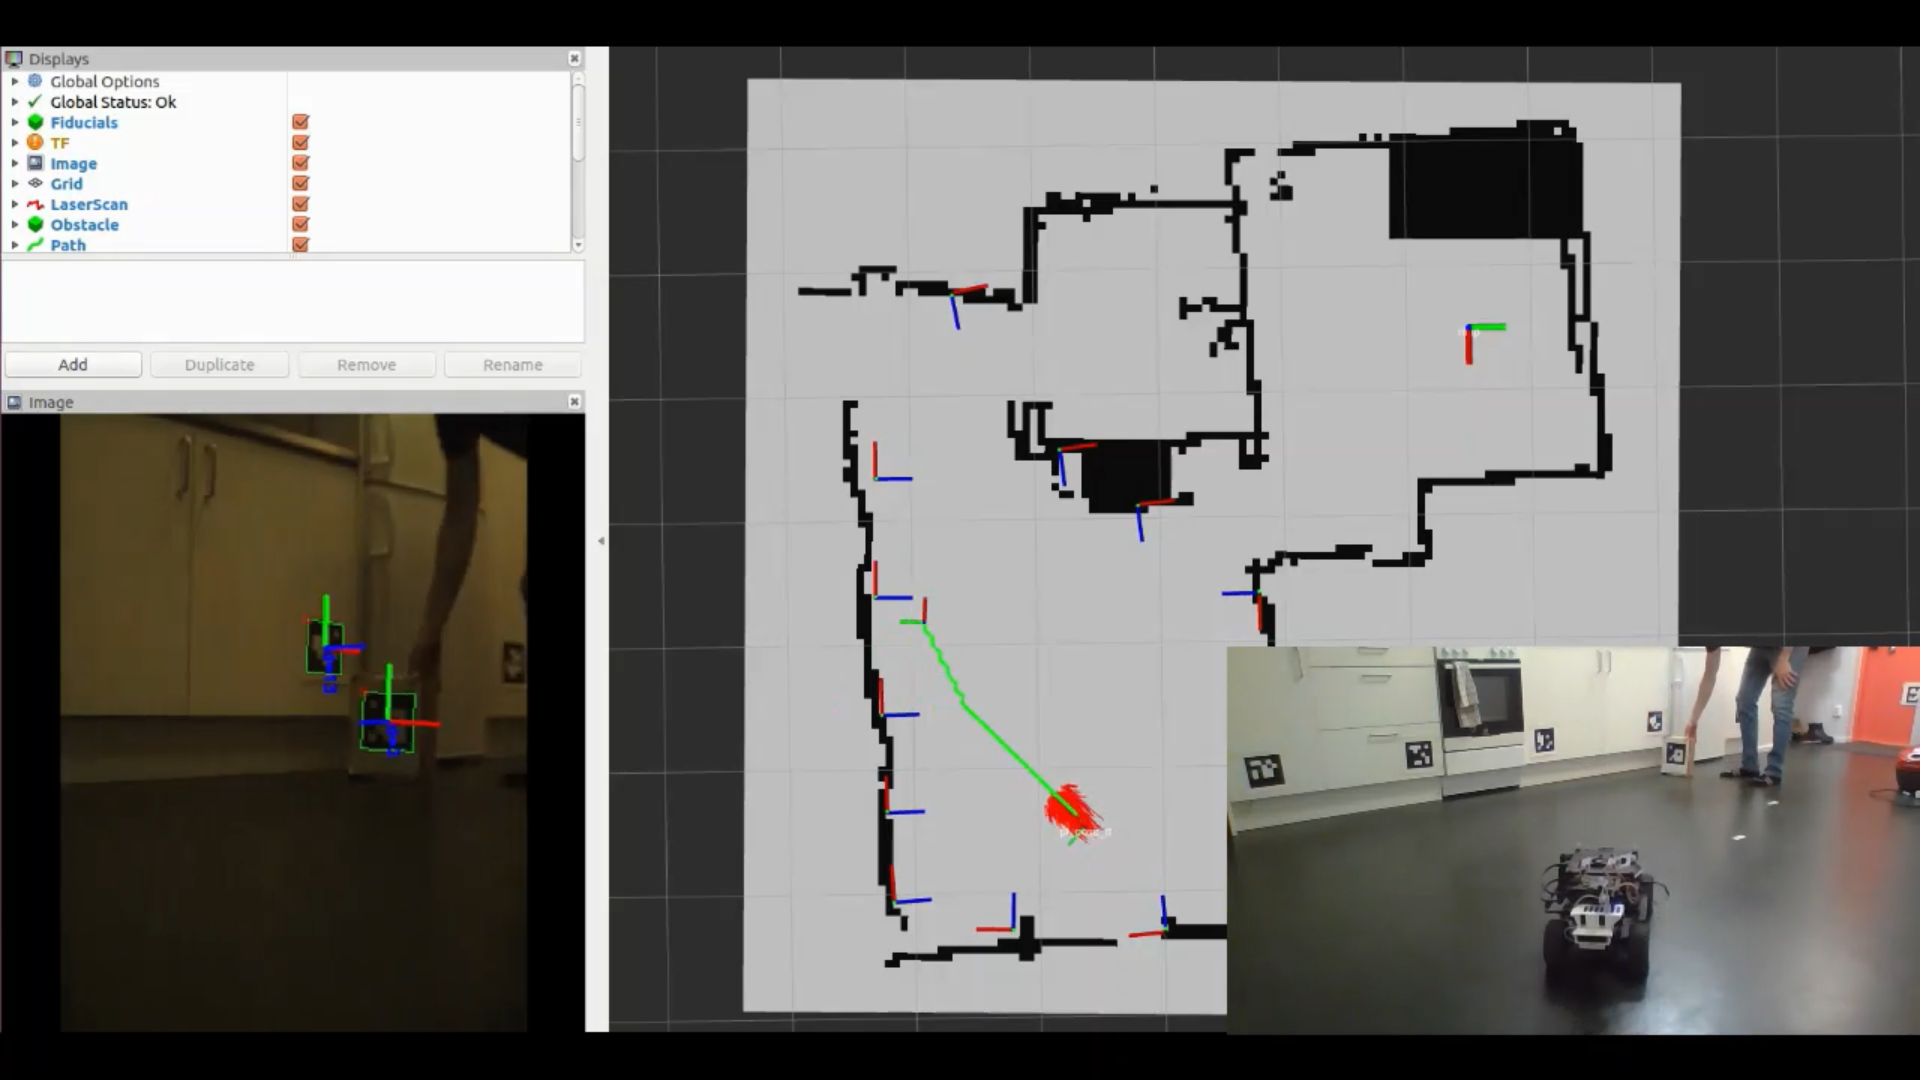 Displays
Global Options
Global Status: Ok
Fiducials
TF
Image
Grid
LaserScan
Obstacle
Path
Add
Duplicate
Remove
Rename
Image